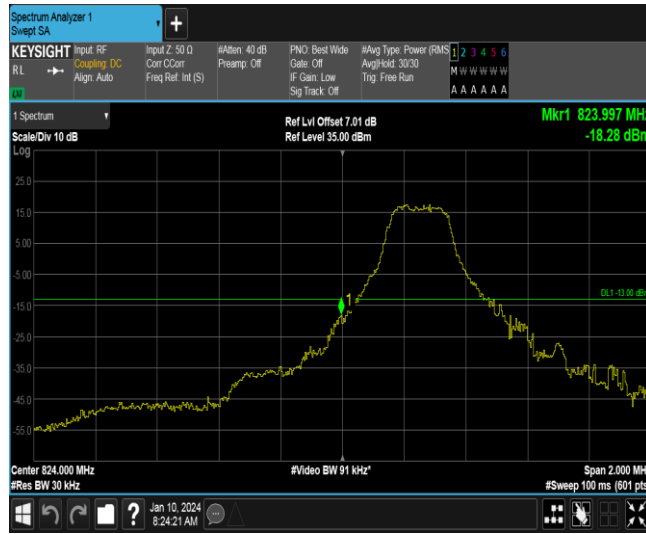 Spectrum Analyzer 1
Swept SA
KEYSIGHT
RL
LXI
Input: RF
Coupling: DC
Align: Auto
Input Z: 50 Ω
Corr CCorr
Freq Ref: Int (S)
#Atten: 40 dB
Preamp: Off
PNO: Best Wide
Gate: Off
IF Gain: Low
Sig Track: Off
#Avg Type: Power (RMS
Avg|Hold: 30/30
Trig: Free Run
1 2 3 4 5 6
M W W W W W
A A A A A A
1 Spectrum
Scale/Div 10 dB
Log
Ref Lvl Offset 7.01 dB
Ref Level 35.00 dBm
Mkr1 823.997 MHz
-18.28 dBm
25.0
15.0
5.00
-5.00
-15.0
-25.0
-35.0
-45.0
-55.0
1
DL1 -13.00 dBm
Center 824.000 MHz
#Res BW 30 kHz
#Video BW 91 kHz*
Span 2.000 MHz
#Sweep 100 ms (601 pts
?
Jan 10, 2024
8:24:21 AM